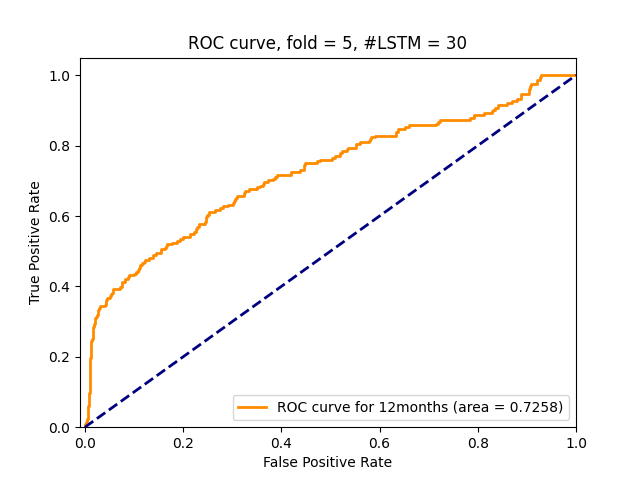 ROC curve, fold = 5, #LSTM = 30
1.0
0.8
0.6
0.4
0.2
0.0
True Positive Rate
ROC curve for 12months (area = 0.7258)
0.0 0.2 0.4 0.6 0.8 1.0
False Positive Rate